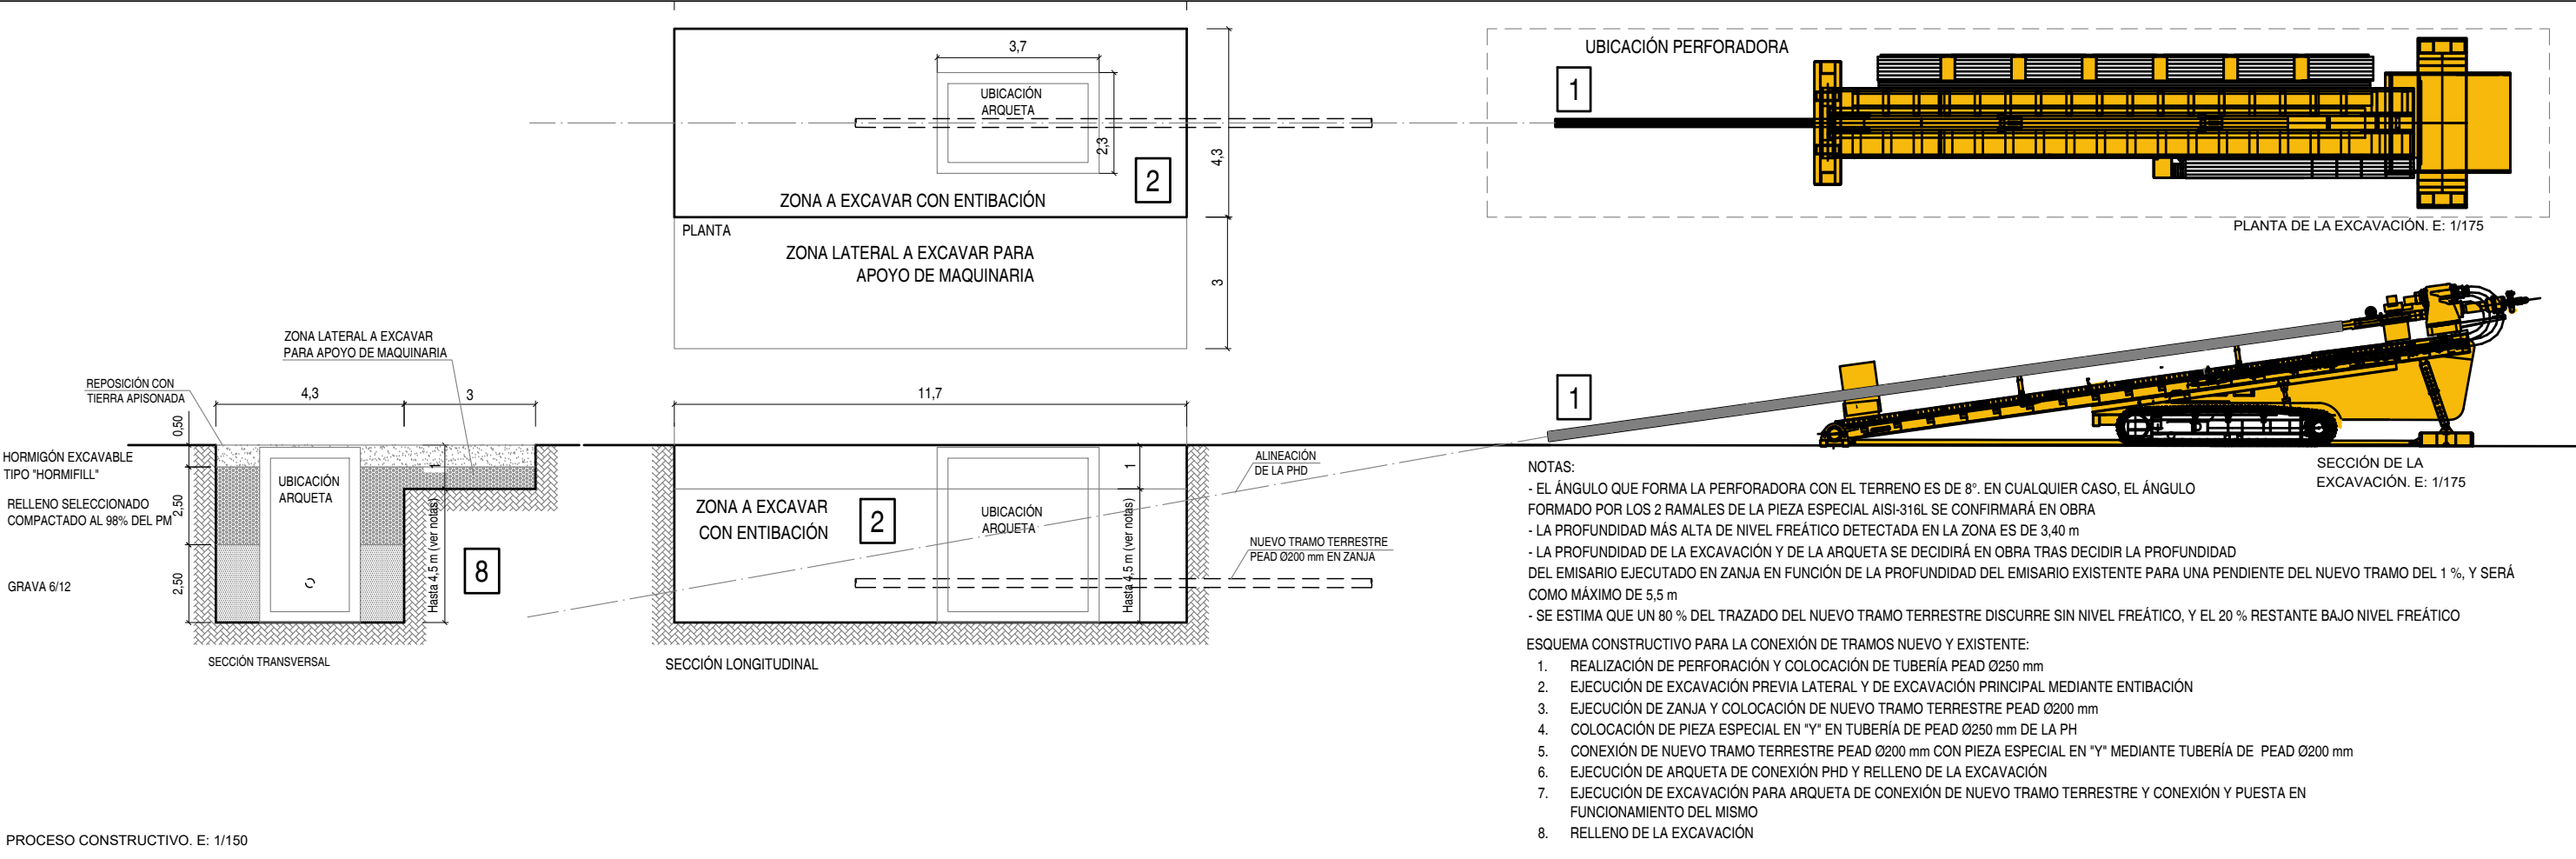 3,7
UBICACIÓN
ARQUETA
2,3
2
4,3
ZONA A EXCAVAR CON ENTIBACIÓN
PLANTA
ZONA LATERAL A EXCAVAR PARA
APOYO DE MAQUINARIA
3
UBICACIÓN PERFORADORA
1
PLANTA DE LA EXCAVACIÓN. E: 1/175
ZONA LATERAL A EXCAVAR
PARA APOYO DE MAQUINARIA
REPOSICIÓN CON
TIERRA APISONADA
4,3
3
0,50
HORMIGÓN EXCAVABLE
TIPO "HORMIFILL"
RELLENO SELECCIONADO
COMPACTADO AL 98% DEL PM
2,50
GRAVA 6/12
2,50
UBICACIÓN
ARQUETA
1
Hasta 4,5 m (ver notas)
8
SECCIÓN TRANSVERSAL
11,7
ZONA A EXCAVAR
CON ENTIBACIÓN
2
UBICACIÓN
ARQUETA
1
Hasta 4,5 m (ver notas)
ALINEACIÓN
DE LA PHD
NUEVO TRAMO TERRESTRE
PEAD Ø200 mm EN ZANJA
SECCIÓN LONGITUDINAL
1
SECCIÓN DE LA
EXCAVACIÓN. E: 1/175
NOTAS:
- EL ÁNGULO QUE FORMA LA PERFORADORA CON EL TERRENO ES DE 8°. EN CUALQUIER CASO, EL ÁNGULO
FORMADO POR LOS 2 RAMALES DE LA PIEZA ESPECIAL AISI-316L SE CONFIRMARÁ EN OBRA
- LA PROFUNDIDAD MÁS ALTA DE NIVEL FREÁTICO DETECTADA EN LA ZONA ES DE 3,40 m
- LA PROFUNDIDAD DE LA EXCAVACIÓN Y DE LA ARQUETA SE DECIDIRÁ EN OBRA TRAS DECIDIR LA PROFUNDIDAD
DEL EMISARIO EJECUTADO EN ZANJA EN FUNCIÓN DE LA PROFUNDIDAD DEL EMISARIO EXISTENTE PARA UNA PENDIENTE DEL NUEVO TRAMO DEL 1 %, Y SERÁ
COMO MÁXIMO DE 5,5 m
- SE ESTIMA QUE UN 80 % DEL TRAZADO DEL NUEVO TRAMO TERRESTRE DISCURRE SIN NIVEL FREÁTICO, Y EL 20 % RESTANTE BAJO NIVEL FREÁTICO
ESQUEMA CONSTRUCTIVO PARA LA CONEXIÓN DE TRAMOS NUEVO Y EXISTENTE:
1. REALIZACIÓN DE PERFORACIÓN Y COLOCACIÓN DE TUBERÍA PEAD Ø250 mm
2. EJECUCIÓN DE EXCAVACIÓN PREVIA LATERAL Y DE EXCAVACIÓN PRINCIPAL MEDIANTE ENTIBACIÓN
3. EJECUCIÓN DE ZANJA Y COLOCACIÓN DE NUEVO TRAMO TERRESTRE PEAD Ø200 mm
4. COLOCACIÓN DE PIEZA ESPECIAL EN "Y" EN TUBERÍA DE PEAD Ø250 mm DE LA PH
5. CONEXIÓN DE NUEVO TRAMO TERRESTRE PEAD Ø200 mm CON PIEZA ESPECIAL EN "Y" MEDIANTE TUBERÍA DE PEAD Ø200 mm
6. EJECUCIÓN DE ARQUETA DE CONEXIÓN PHD Y RELLENO DE LA EXCAVACIÓN
7. EJECUCIÓN DE EXCAVACIÓN PARA ARQUETA DE CONEXIÓN DE NUEVO TRAMO TERRESTRE Y CONEXIÓN Y PUESTA EN
FUNCIONAMIENTO DEL MISMO
8. RELLENO DE LA EXCAVACIÓN
PROCESO CONSTRUCTIVO. E: 1/150